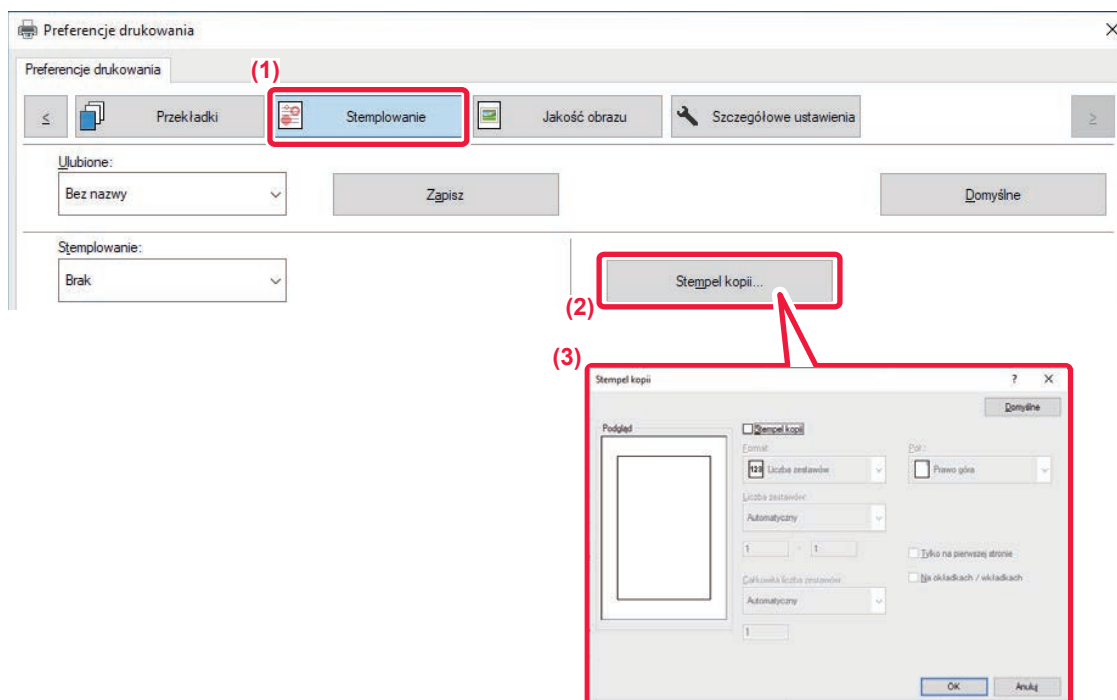 Preferencje drukowania
Preferencje drukowania
(1)
< Przekładki Stemplowanie Jakość obrazu Szczegółowe ustawienia >
Ulubione:
Bez nazwy Zapisz Domyślne
Stemplowanie:
Brak Stempel kopii...
(2)
(3)
Stempel kopii ? X
Domyślne
Podgląd Stempel kopii
Format: Poł.:
123 Liczba zestawów Prawo góra
Liczba zestawów:
Automatyczny
1 - 1 Tylko na pierwszej stronie
Całkowita liczba zestawów: Na okładkach / wkładkach
Automatyczny
1
OK Anuluj